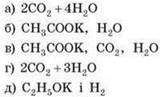 а) 2CO₂+4H₂O
б) CH₃COOK, H₂O
в) CH₃COOK, CO₂, H₂O
г) 2CO₂+3H₂O
д) C₂H₅OK і H₂